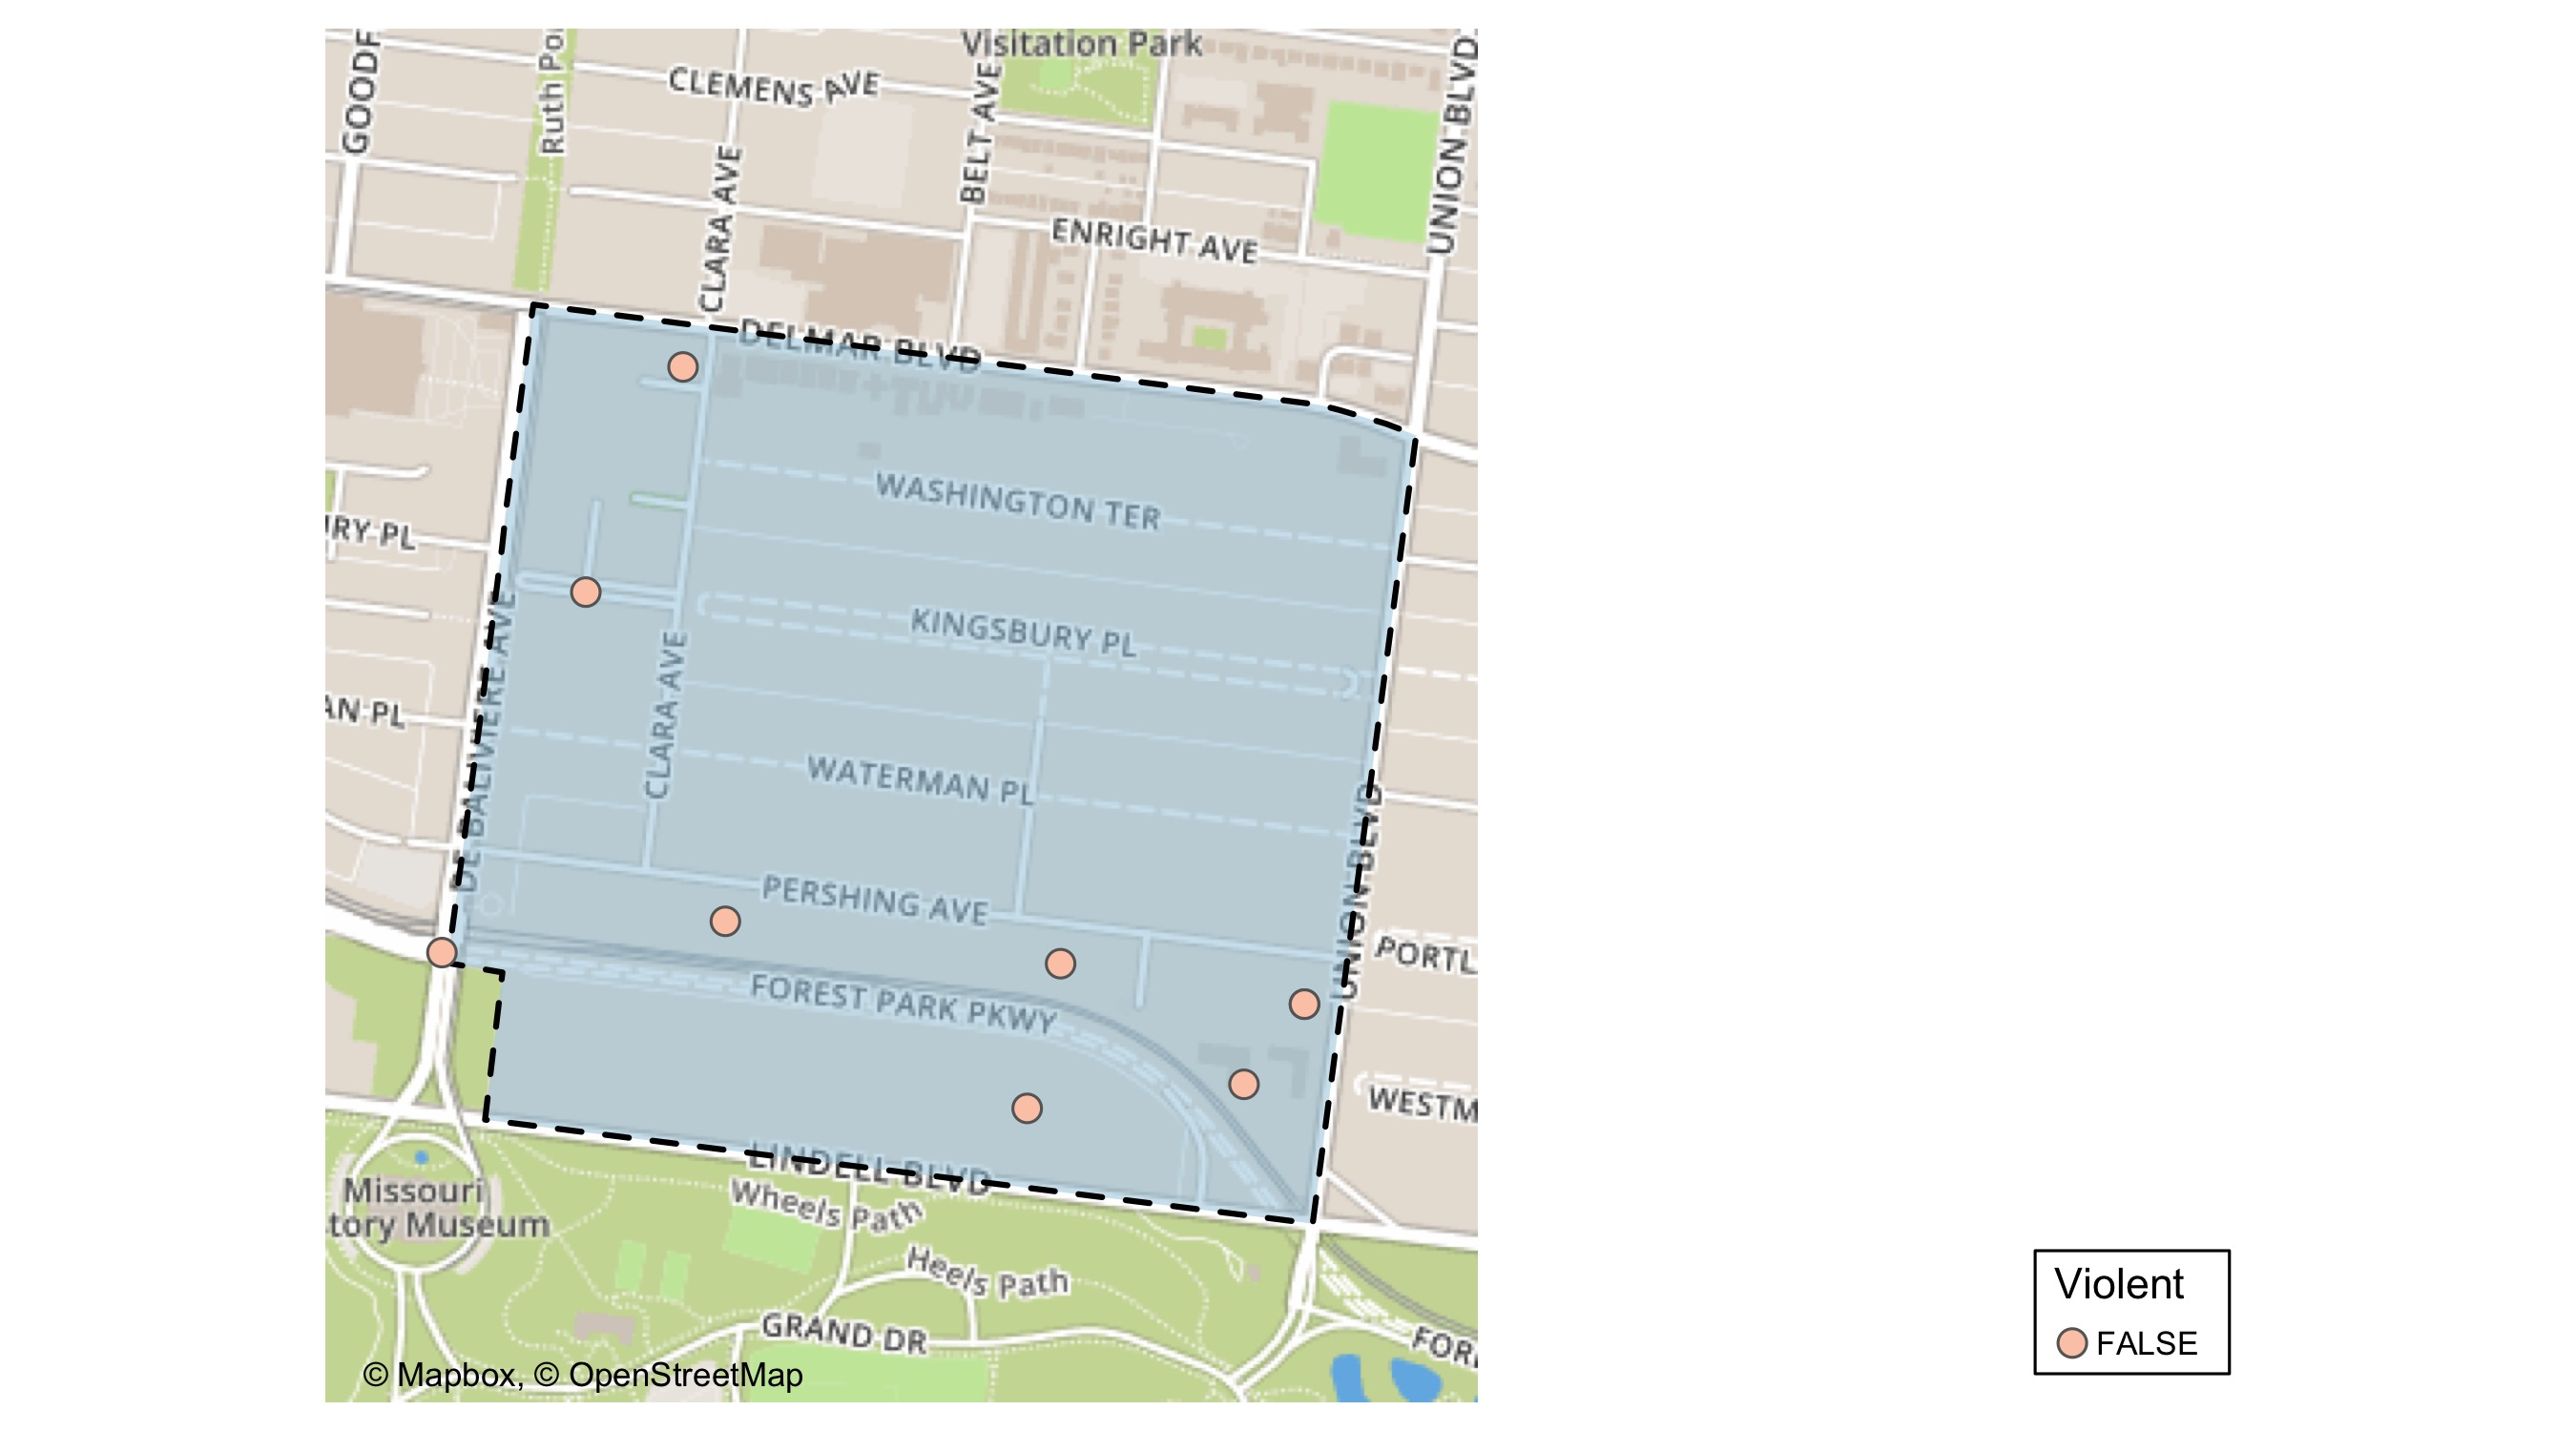 Visitation Park
GOODF
Ruth Po
CLEMENS AVE
BELT AVE
UNION BLVD
CLARA AVE
ENRIGHT AVE
DELMAR BLVD
WASHINGTON TER
JRY PL
KINGSBURY PL
CLARA AVE
DE BALIVIERE AVE
AN PL
WATERMAN PL
UNION BLVD
PERSHING AVE
PORTL
FOREST PARK PKWY
WESTM
LINDELL BLVD
Missouri
tory Museum
Wheels Path
Heels Path
GRAND DR
FOR
© Mapbox, © OpenStreetMap
Violent
FALSE